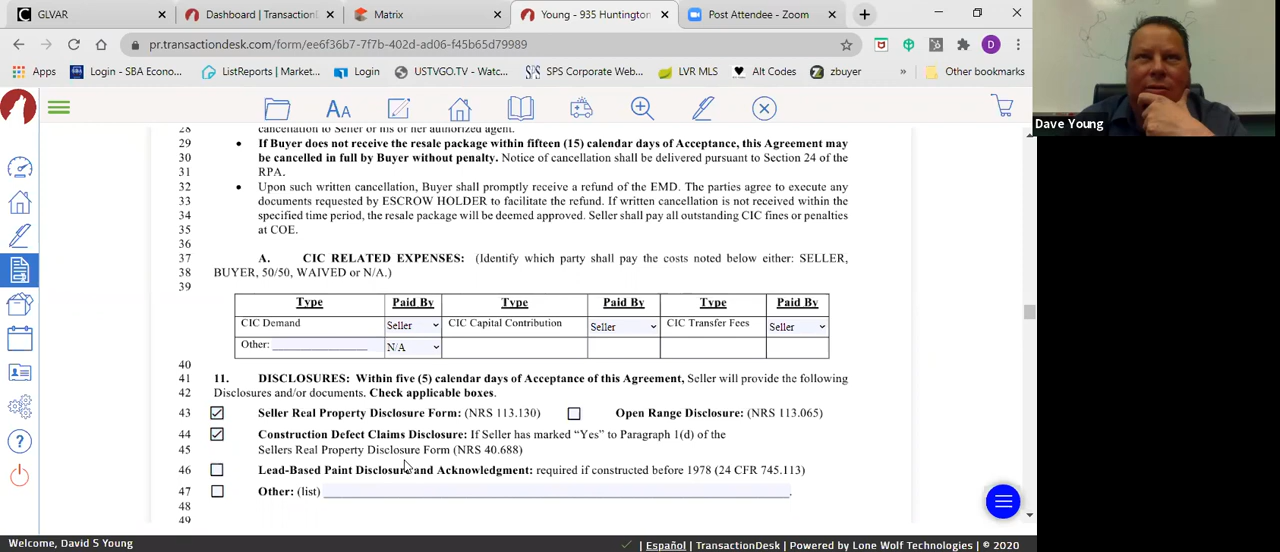 GLVAR
Dashboard | TransactionDesk
Matrix
Young - 935 Huntington
Post Attendee - Zoom
pr.transactiondesk.com/form/ee6f36b7-7f7b-402d-ad06-f45b65d79989
Apps
Login - SBA Econo...
ListReports | Market...
Login
USTVGO.TV - Watc...
SPS Corporate Web...
LVR MLS
Alt Codes
zbuyer
»
Other bookmarks
Dave Young
28 cancellation to Seller or his or her authorized agent.
29 • If Buyer does not receive the resale package within fifteen (15) calendar days of Acceptance, this Agreement may
30 be cancelled in full by Buyer without penalty. Notice of cancellation shall be delivered pursuant to Section 24 of the
31 RPA.
32 • Upon such written cancellation, Buyer shall promptly receive a refund of the EMD. The parties agree to execute any
33 documents requested by ESCROW HOLDER to facilitate the refund. If written cancellation is not received within the
34 specified time period, the resale package will be deemed approved. Seller shall pay all outstanding CIC fines or penalties
35 at COE.
36
37 A. CIC RELATED EXPENSES: (Identify which party shall pay the costs noted below either: SELLER,
38 BUYER, 50/50, WAIVED or N/A.)
39
Type Paid By Type Paid By Type Paid By
CIC Demand Seller CIC Capital Contribution Seller CIC Transfer Fees Seller
Other: ____________________ N/A
40
41 11. DISCLOSURES: Within five (5) calendar days of Acceptance of this Agreement, Seller will provide the following
42 Disclosures and/or documents. Check applicable boxes.
43 Seller Real Property Disclosure Form: (NRS 113.130) Open Range Disclosure: (NRS 113.065)
44 Construction Defect Claims Disclosure: If Seller has marked “Yes” to Paragraph 1(d) of the
45 Sellers Real Property Disclosure Form (NRS 40.688)
46 Lead-Based Paint Disclosure and Acknowledgment: required if constructed before 1978 (24 CFR 745.113)
47 Other: (list) ____________________.
48
49
Welcome, David S Young
| Español | TransactionDesk | Powered by Lone Wolf Technologies | © 2020